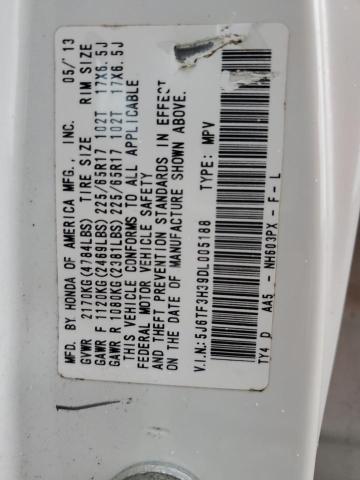 MFD. BY HONDA OF AMERICA MFG., INC. 05/13
GVWR 2170KG(4784LBS) TIRE SIZE RIM SIZE
GAWR F 1120KG(2469LBS) 225/65R17 102T 17X6.5J
GAWR R 1080KG(2381LBS) 225/65R17 102T 17X6.5J
THIS VEHICLE CONFORMS TO ALL APPLICABLE
FEDERAL MOTOR VEHICLE SAFETY
AND THEFT PREVENTION STANDARDS IN EFFECT
ON THE DATE OF MANUFACTURE SHOWN ABOVE.
V.I.N.: 5J6TF3H39DL005188 TYPE: MPV
TY4 D AA5- NH603PX - F - L